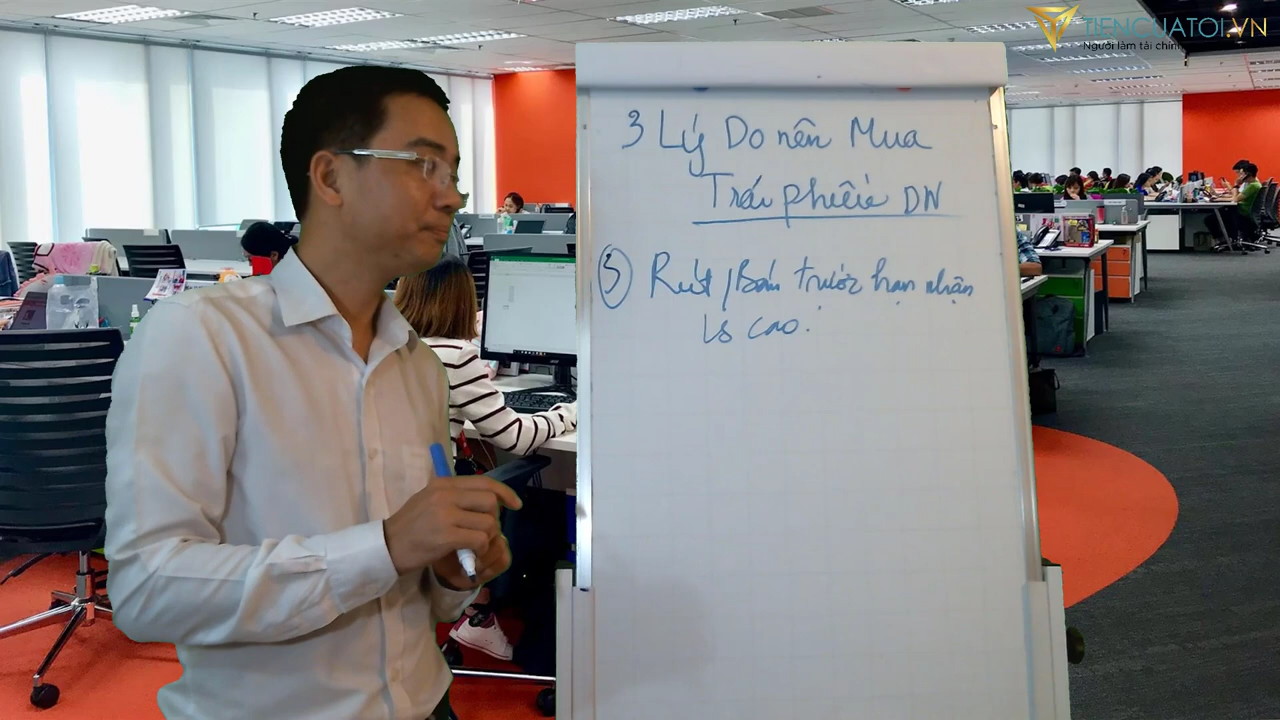 TIENCUATOI.VN
Người làm tài chính
3 Lý Do nên Mua
Trái phiếu DN
③ Rút / Bán trước hạn nhận
LS cao.